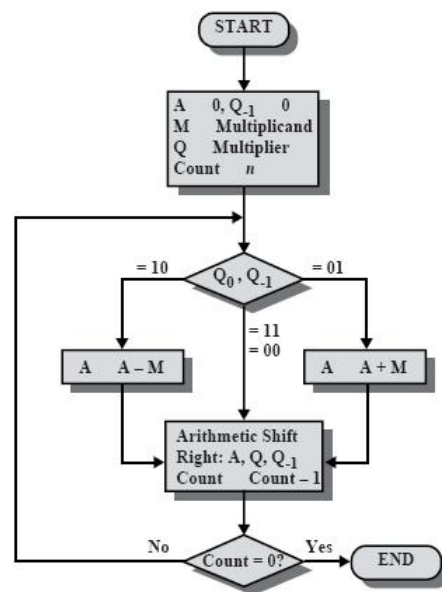 START
A 0, Q-1 0
M Multiplicand
Q Multiplier
Count n
= 10
Q0 , Q-1
= 01
= 11
= 00
A A – M
A A + M
Arithmetic Shift
Right: A, Q, Q-1
Count Count – 1
No
Count = 0?
Yes
END